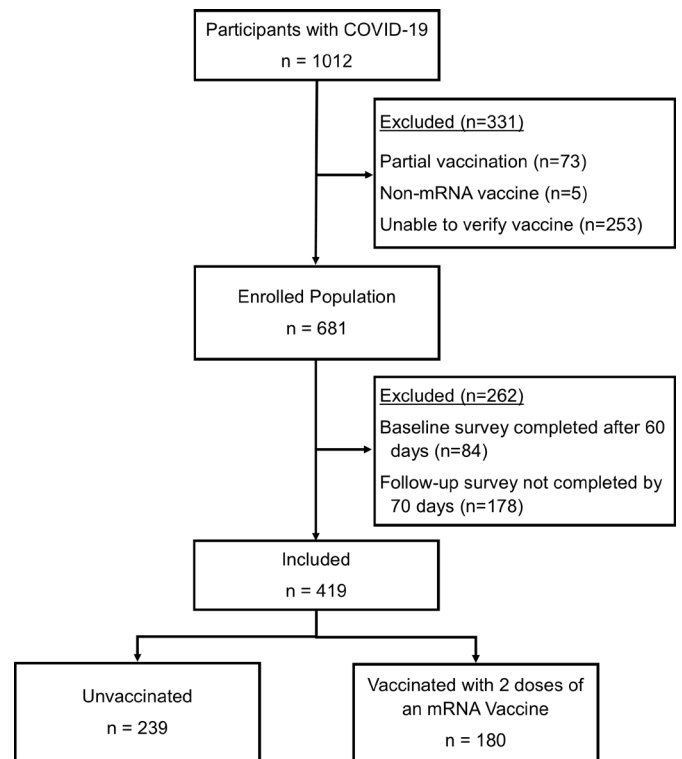 Participants with COVID-19
n = 1012
Excluded (n=331)
Partial vaccination (n=73)
Non-mRNA vaccine (n=5)
Unable to verify vaccine (n=253)
Enrolled Population
n = 681
Excluded (n=262)
Baseline survey completed after 60
days (n=84)
Follow-up survey not completed by
70 days (n=178)
Included
n = 419
Unvaccinated
n = 239
Vaccinated with 2 doses of
an mRNA Vaccine
n = 180